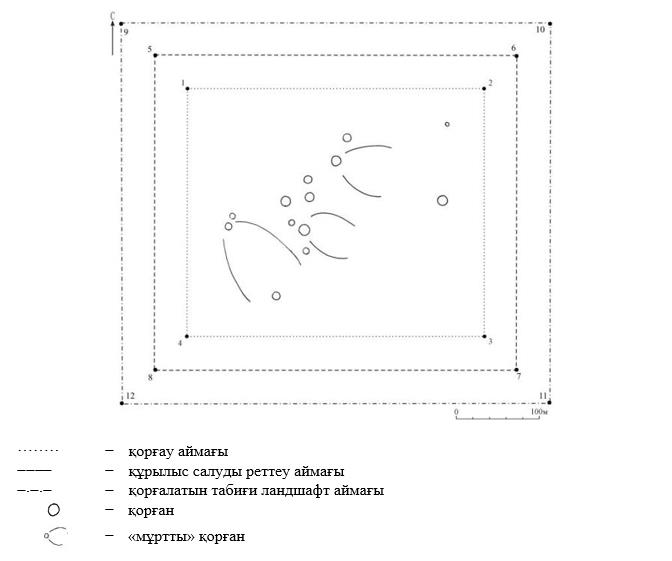 С
9
10
5
6
1
2
4
3
8
7
12
11
0
100м
– қорғау аймағы
– құрылыс салуды реттеу аймағы
– қорғалатын табиғи ландшафт аймағы
– қорған
– «мұртты» қорған